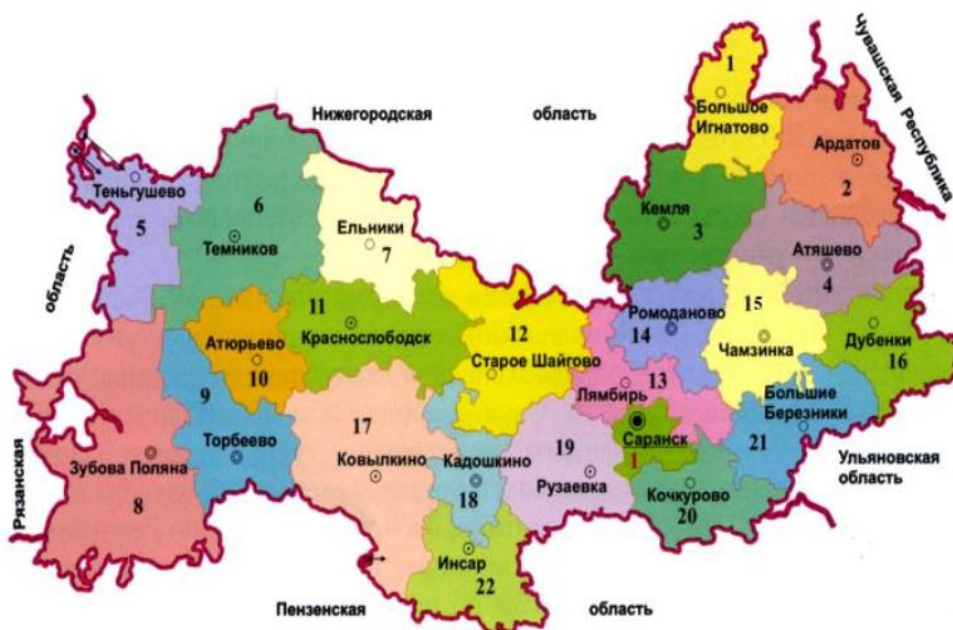 1
Большое
Игнатово
Чувашская Республика
Нижегородская область
Ардатов
2
Теньгушево
5
6
Темников
Ельники
7
Кемля
3
Атяшево
4
область
11
Краснослободск
12
Старое Шайгово
Ромоданово
14
15
Чамзинка
Дубенки
16
Атюрьево
10
9
Лямбирь
13
Большие
Березники
21
Торбеево
17
Ковылкино
Кадошкино
18
19
Рузаевка
Саранск
1
Кочкурово
20
Ульяновская
область
Зубова Поляна
8
Рязанская
Инсар
22
Пензенская область